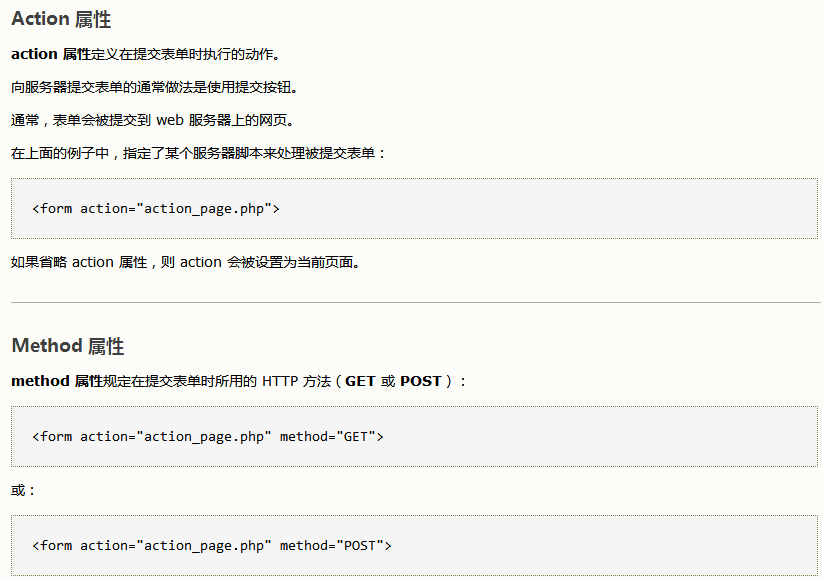 Action 属性
action 属性定义在提交表单时执行的动作。
向服务器提交表单的通常做法是使用提交按钮。
通常，表单会被提交到 web 服务器上的网页。
在上面的例子中，指定了某个服务器脚本来处理被提交表单：
<form action="action_page.php">
如果省略 action 属性，则 action 会被设置为当前页面。
Method 属性
method 属性规定在提交表单时所用的 HTTP 方法（GET 或 POST）：
<form action="action_page.php" method="GET">
或：
<form action="action_page.php" method="POST">